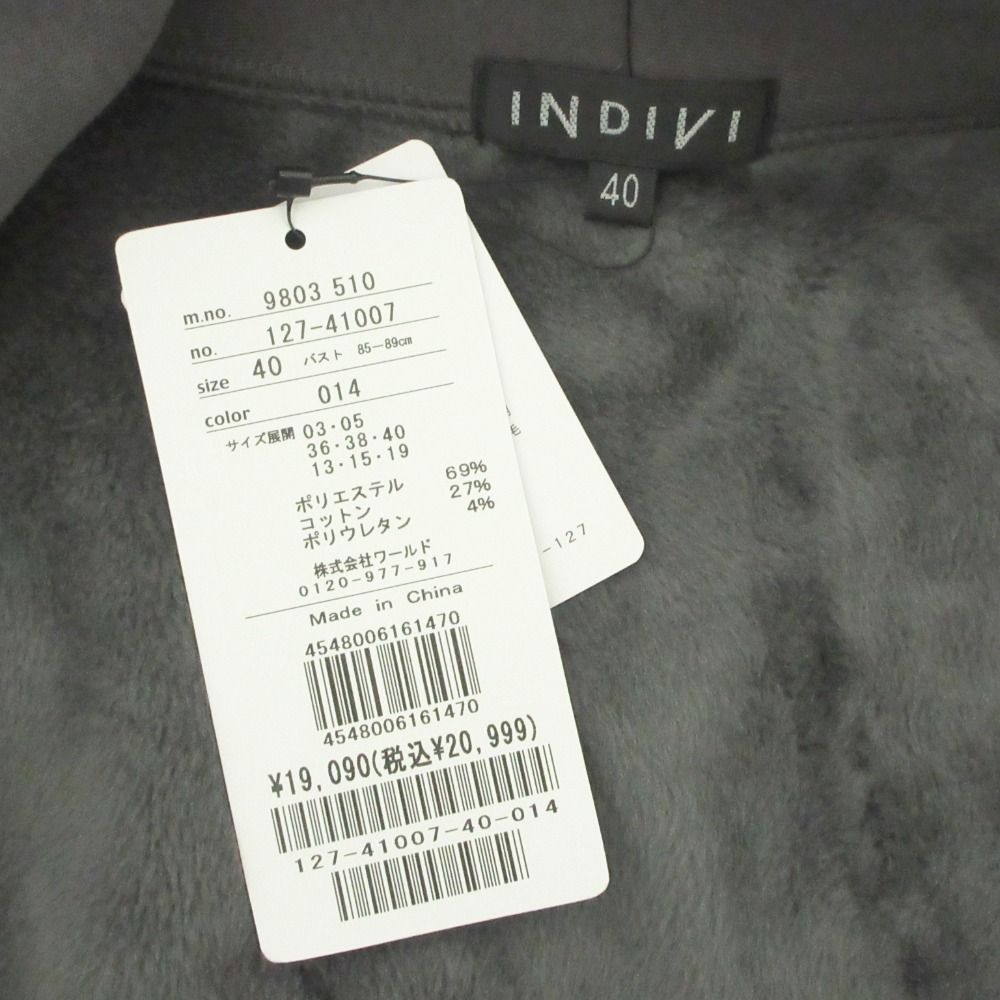 INDIVI
40
m.no. 9803 510
no. 127-41007
size 40 バスト 85-89cm
color 014
サイズ展開 03・05
36・38・40
13・15・19
ポリエステル 69%
コットン 27%
ポリウレタン 4%
株式会社ワールド
0120-977-917
Made in China
4548006161470
4548006161470
¥19,090(税込¥20,999)
127-41007-40-014
毛
-127